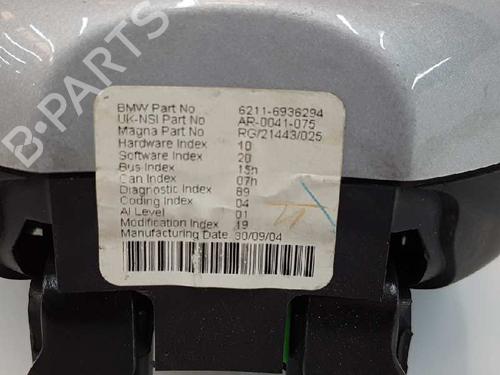 BMW Part No 6211-6936294
UK-NSI Part No AR-0041-075
Magna Part No RG/21443/025
Hardware Index 10
Software Index 20
Bus Index 15h
Can Index 07h
Diagnostic Index 89
Coding Index 04
AI Level 01
Modification Index 19
Manufacturing Date 30/09/04
B-PARTS